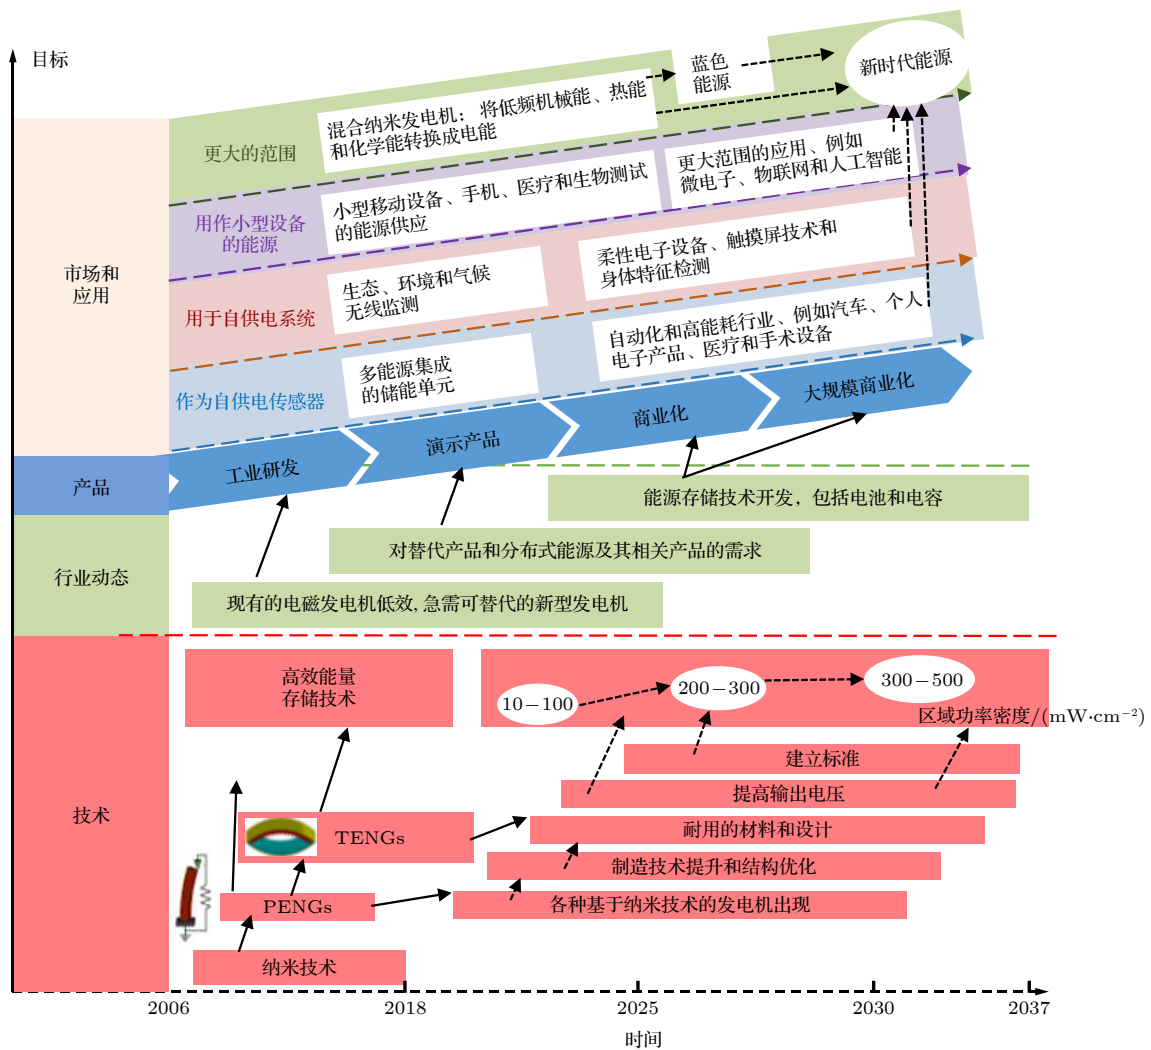 目标
蓝色
能源
新时代能源
混合纳米发电机：将低频机械能、热能
和化学能转换成电能
更大的范围
更大范围的应用、例如
微电子、物联网和人工智能
小型移动设备、手机、医疗和生物测试
的能源供应
用作小型设备
的能源
市场和
应用
柔性电子设备、触摸屏技术和
身体特征检测
生态、环境和气候
无线监测
用于自供电系统
自动化和高能耗行业、例如汽车、个人
电子产品、医疗和手术设备
多能源集成
的储能单元
作为自供电传感器
产品
工业研发
演示产品
商业化
大规模商业化
能源存储技术开发，包括电池和电容
对替代产品和分布式能源及其相关产品的需求
行业动态
现有的电磁发电机低效, 急需可替代的新型发电机
高效能量
存储技术
10−100
200−300
300−500
区域功率密度/(mW·cm⁻²)
建立标准
提高输出电压
技术
TENGs
耐用的材料和设计
制造技术提升和结构优化
PENGs
各种基于纳米技术的发电机出现
纳米技术
2006
2018
2025
2030
2037
时间